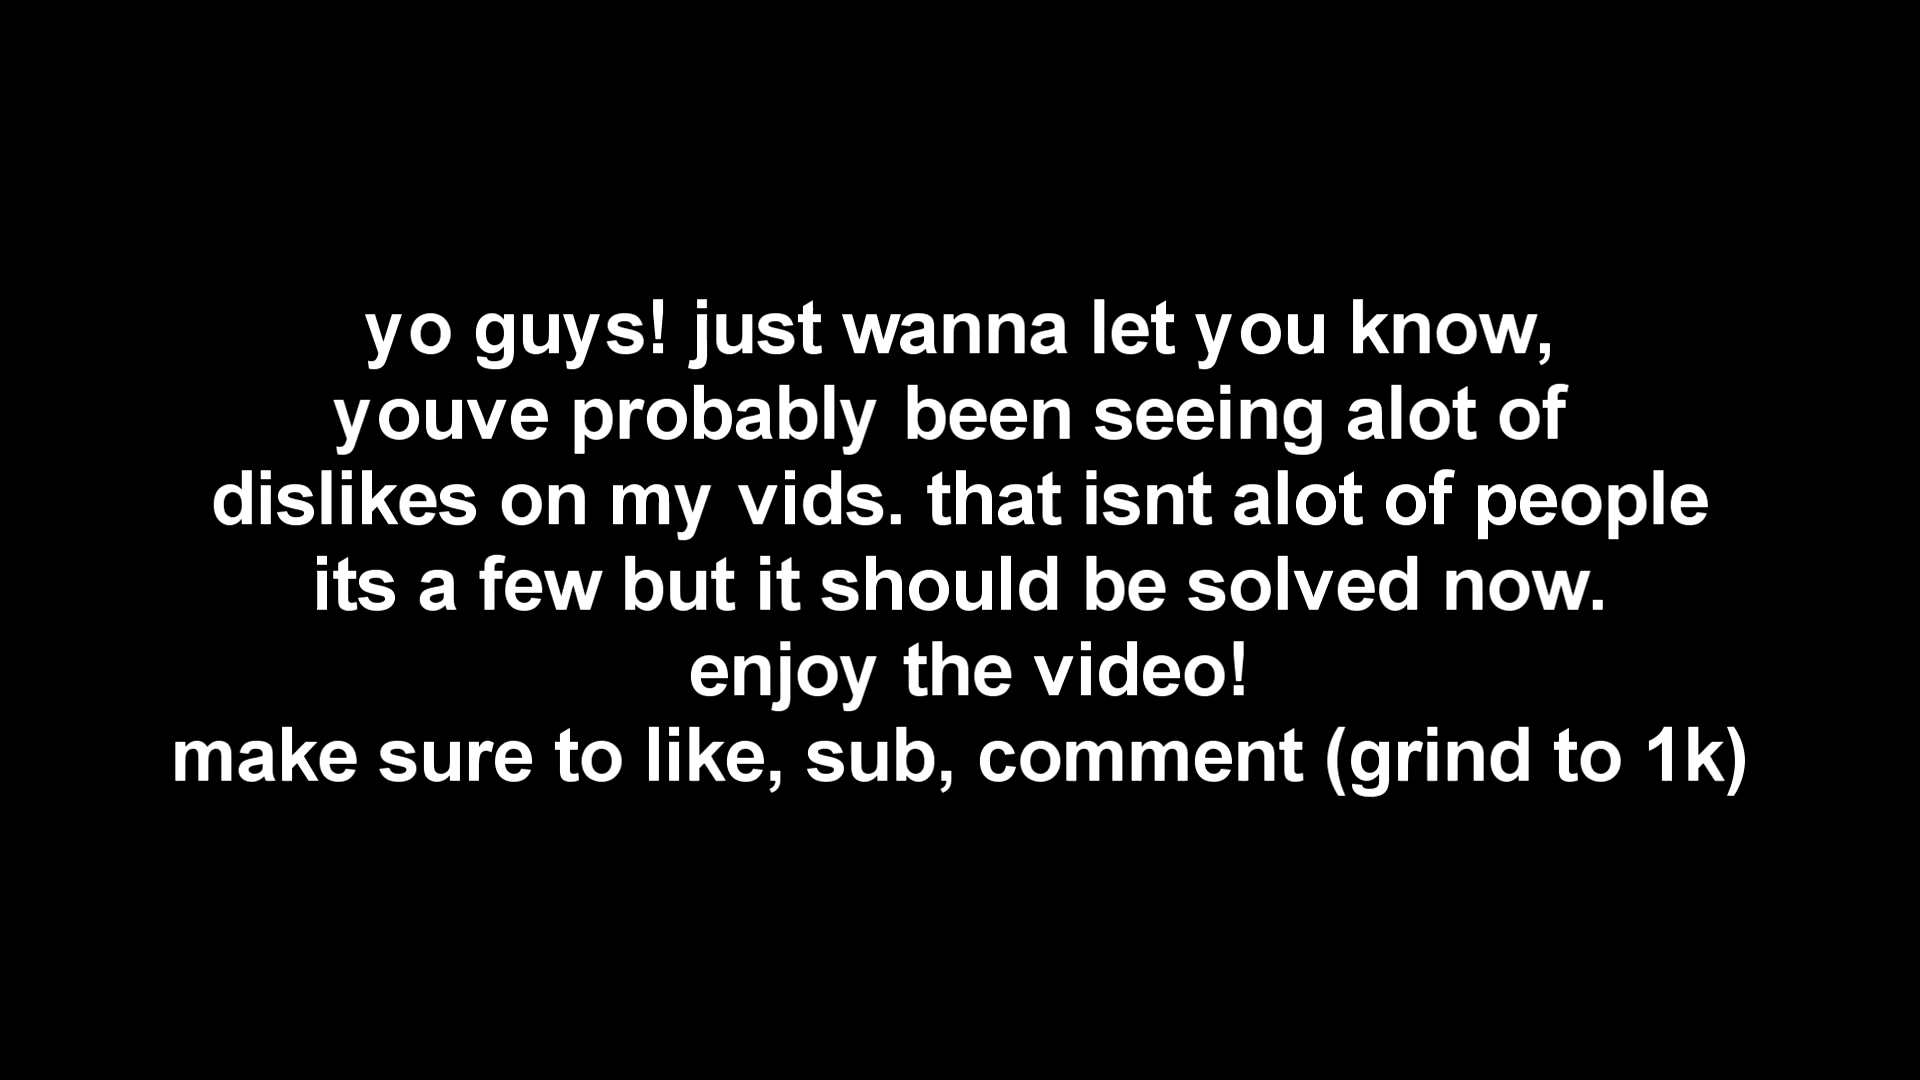 yo guys! just wanna let you know,
youve probably been seeing alot of
dislikes on my vids. that isnt alot of people
its a few but it should be solved now.
enjoy the video!
make sure to like, sub, comment (grind to 1k)